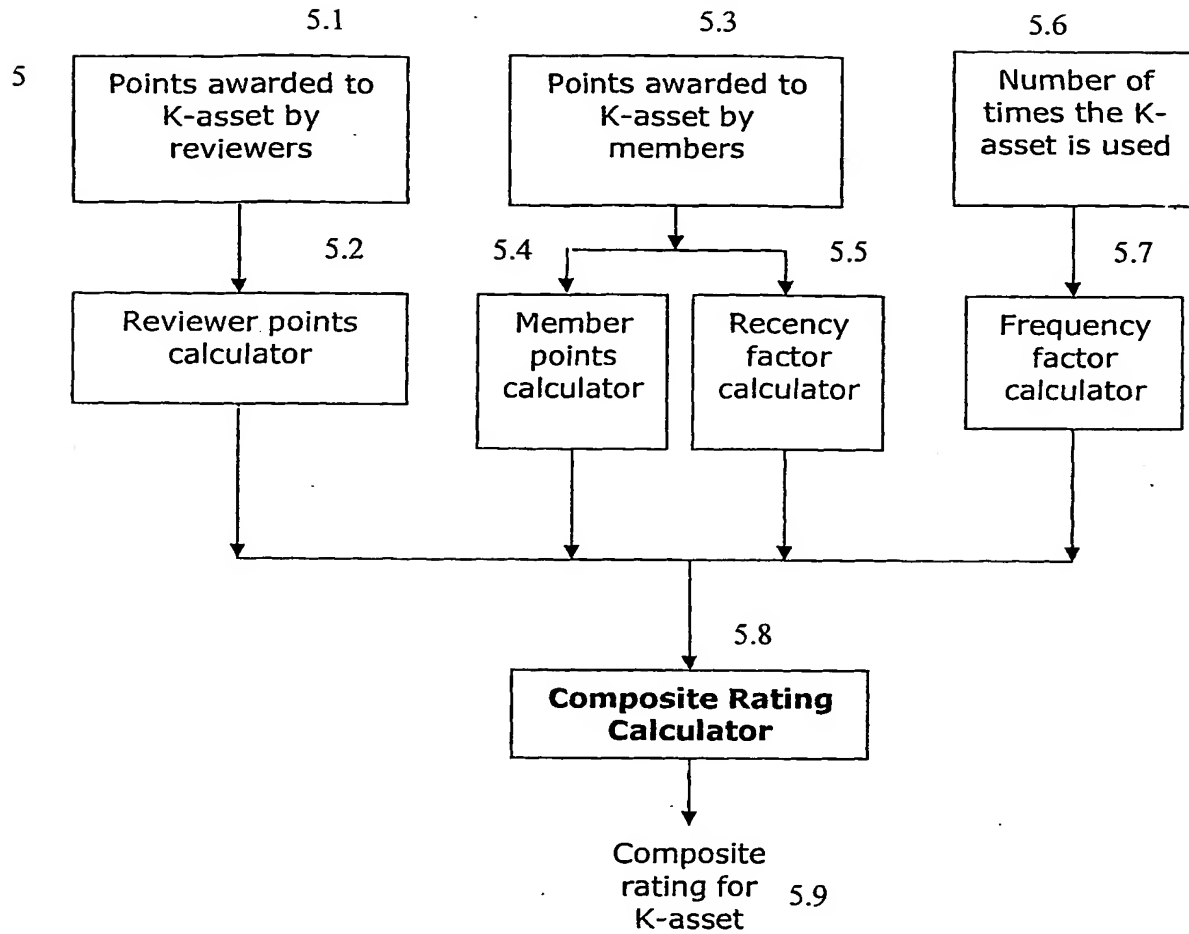 5.1
5.3
5.6
5
Points awarded to
K-asset by
reviewers
Points awarded to
K-asset by
members
Number of
times the K-
asset is used
5.2
5.4
5.5
5.7
Reviewer points
calculator
Member
points
calculator
Recency
factor
calculator
Frequency
factor
calculator
5.8
Composite Rating
Calculator
Composite
rating for
K-asset
5.9